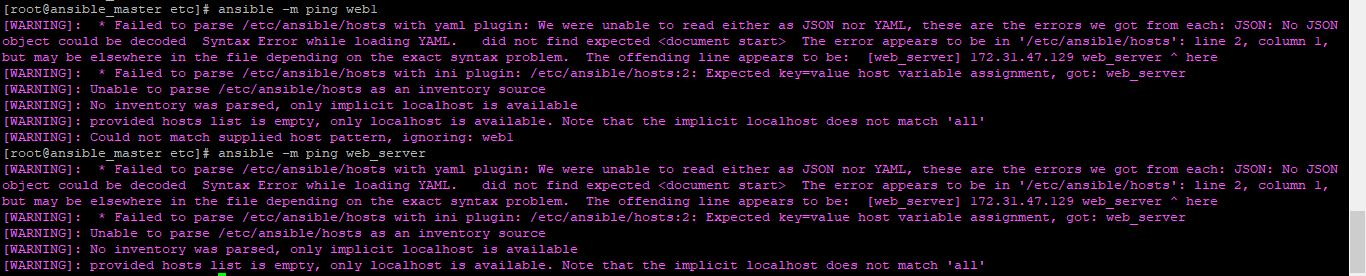 [root@ansible_master etc]# ansible -m ping web1
[WARNING]:  * Failed to parse /etc/ansible/hosts with yaml plugin: We were unable to read either as JSON nor YAML, these are the errors we got from each: JSON: No JSON
object could be decoded  Syntax Error while loading YAML.   did not find expected <document start>  The error appears to be in '/etc/ansible/hosts': line 2, column 1,
but may be elsewhere in the file depending on the exact syntax problem.  The offending line appears to be:  [web_server] 172.31.47.129 web_server ^ here
[WARNING]:  * Failed to parse /etc/ansible/hosts with ini plugin: /etc/ansible/hosts:2: Expected key=value host variable assignment, got: web_server
[WARNING]: Unable to parse /etc/ansible/hosts as an inventory source
[WARNING]: No inventory was parsed, only implicit localhost is available
[WARNING]: provided hosts list is empty, only localhost is available. Note that the implicit localhost does not match 'all'
[WARNING]: Could not match supplied host pattern, ignoring: web1
[root@ansible_master etc]# ansible -m ping web_server
[WARNING]:  * Failed to parse /etc/ansible/hosts with yaml plugin: We were unable to read either as JSON nor YAML, these are the errors we got from each: JSON: No JSON
object could be decoded  Syntax Error while loading YAML.   did not find expected <document start>  The error appears to be in '/etc/ansible/hosts': line 2, column 1,
but may be elsewhere in the file depending on the exact syntax problem.  The offending line appears to be:  [web_server] 172.31.47.129 web_server ^ here
[WARNING]:  * Failed to parse /etc/ansible/hosts with ini plugin: /etc/ansible/hosts:2: Expected key=value host variable assignment, got: web_server
[WARNING]: Unable to parse /etc/ansible/hosts as an inventory source
[WARNING]: No inventory was parsed, only implicit localhost is available
[WARNING]: provided hosts list is empty, only localhost is available. Note that the implicit localhost does not match 'all'